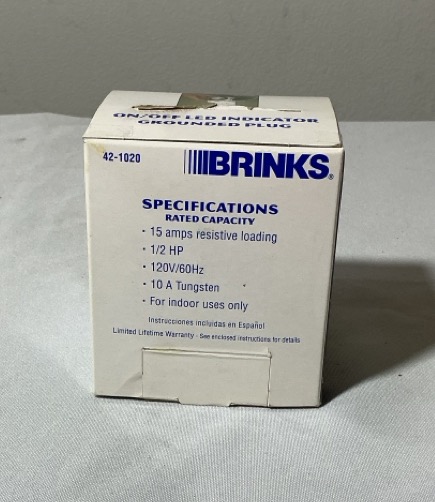 ON/OFF LED INDICATOR
GROUNDED PLUG
42-1020
BRINKS®
SPECIFICATIONS
RATED CAPACITY
· 15 amps resistive loading
· 1/2 HP
· 120V/60Hz
· 10 A Tungsten
· For indoor uses only
Instrucciones incluidas en Español
Limited Lifetime Warranty - See enclosed instructions for details